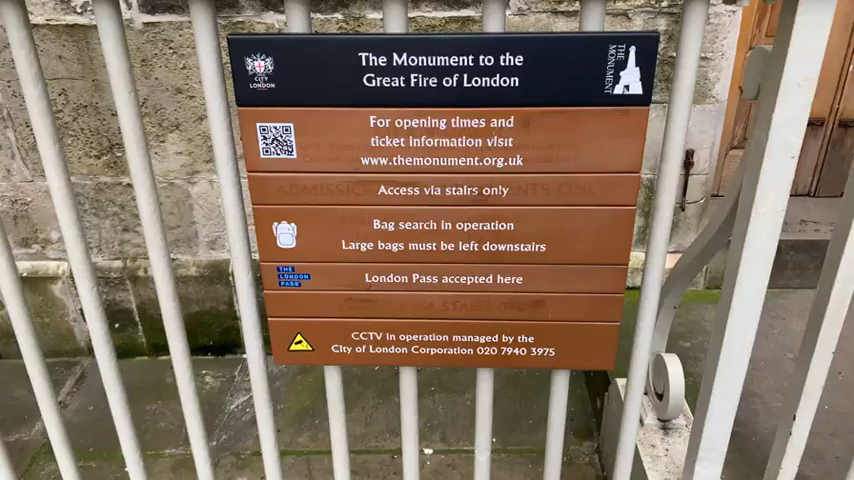 CITY
OF
LONDON
The Monument to the
Great Fire of London
THE
MONUMENT
For opening times and
ticket information visit
www.themonument.org.uk
Access via stairs only
Bag search in operation
Large bags must be left downstairs
THE
LONDON
PASS
London Pass accepted here
CCTV in operation managed by the
City of London Corporation 020 7940 3975